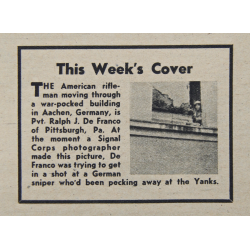 This Week's Cover
THE American rifle-
man moving through
a war-pocked building
in Aachen, Germany, is
Pvt. Ralph J. De Franco
of Pittsburgh, Pa. At
the moment a Signal
Corps photographer
made this picture, De
Franco was trying to get
in a shot at a German
sniper who'd been pecking away at the Yanks.